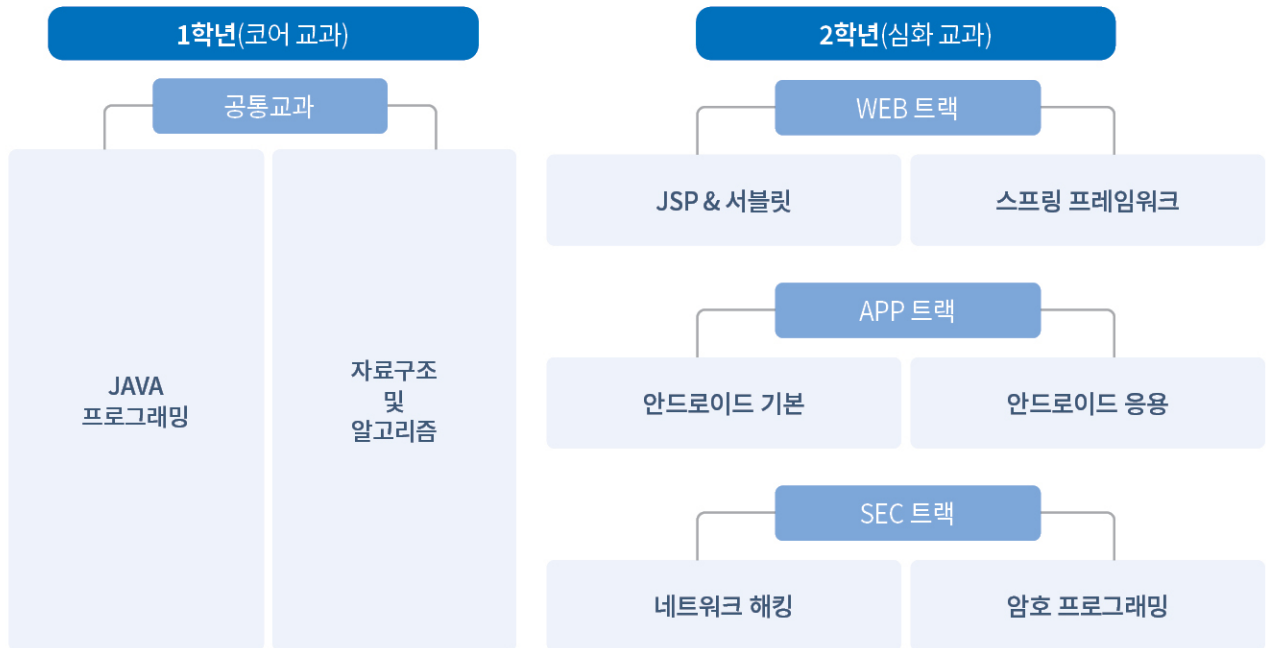 1학년(코어 교과)
공통교과
JAVA
프로그래밍
자료구조
및
알고리즘
2학년(심화 교과)
WEB 트랙
JSP & 서블릿
스프링 프레임워크
APP 트랙
안드로이드 기본
안드로이드 응용
SEC 트랙
네트워크 해킹
암호 프로그래밍